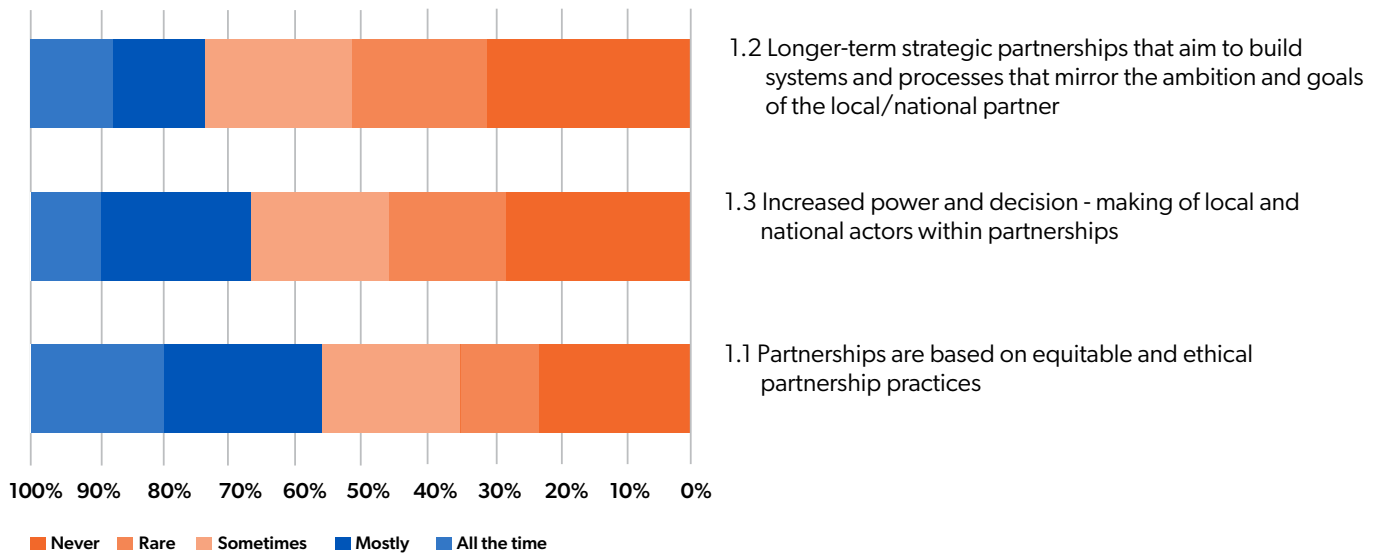 1.2 Longer-term strategic partnerships that aim to build
systems and processes that mirror the ambition and goals
of the local/national partner
1.3 Increased power and decision - making of local and
national actors within partnerships
1.1 Partnerships are based on equitable and ethical
partnership practices
100% 90% 80% 70% 60% 50% 40% 30% 20% 10% 0%
Never Rare Sometimes Mostly All the time